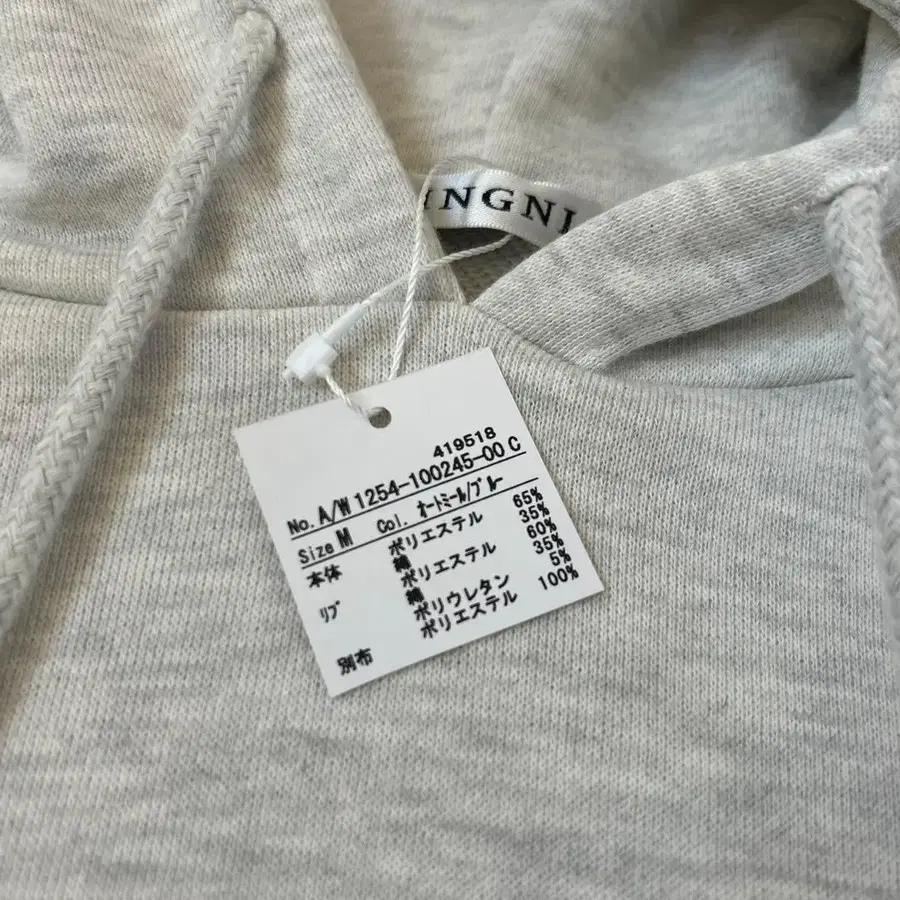 INGNI
419518
No. A/W 1254-100245-00 C
Size M Col. ｵｰﾄﾐｰﾙ/ﾌﾞﾙｰ
本体 ポリエステル 65%
綿 35%
ﾘﾌﾞ ポリエステル 60%
綿 35%
ポリウレタン 5%
別布 ポリエステル 100%